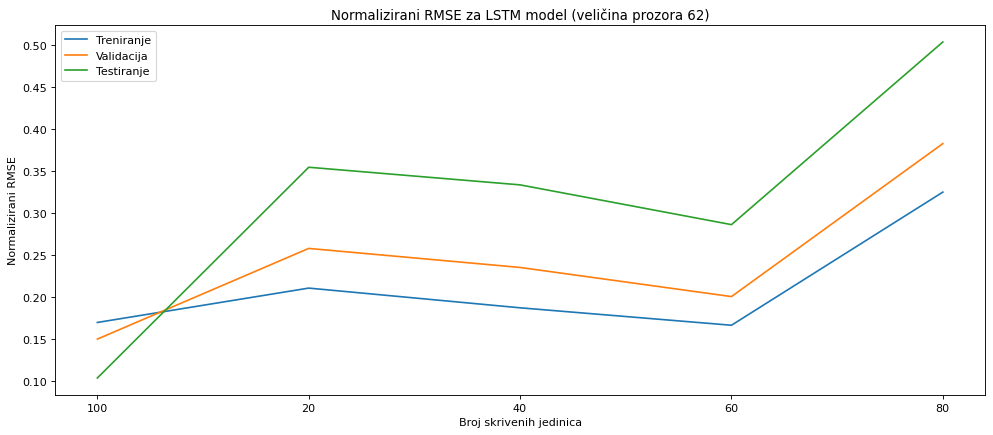 Normalizirani RMSE za LSTM model (veličina prozora 62)
Treniranje
Validacija
Testiranje
0.50
0.45
0.40
0.35
0.30
0.25
0.20
0.15
0.10
Normalizirani RMSE
100 20 40 60 80
Broj skrivenih jedinica